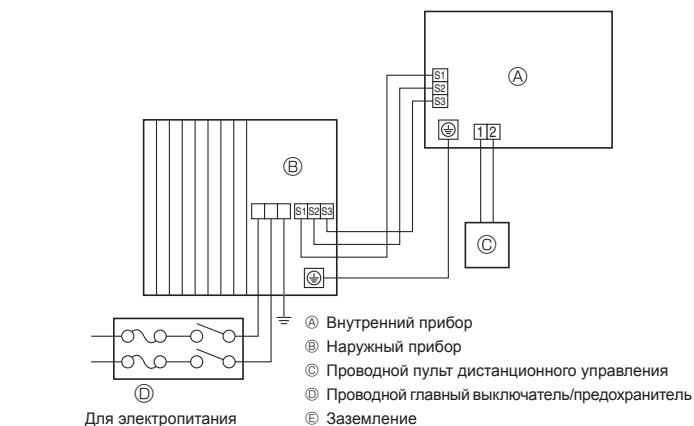 S1
S2
S3
Ⓐ
1 2
Ⓑ
S1 S2 S3
Ⓒ
Ⓓ
Для электропитания
Ⓐ Внутренний прибор
Ⓑ Наружный прибор
Ⓒ Проводной пульт дистанционного управления
Ⓓ Проводной главный выключатель/предохранитель
Ⓔ Заземление